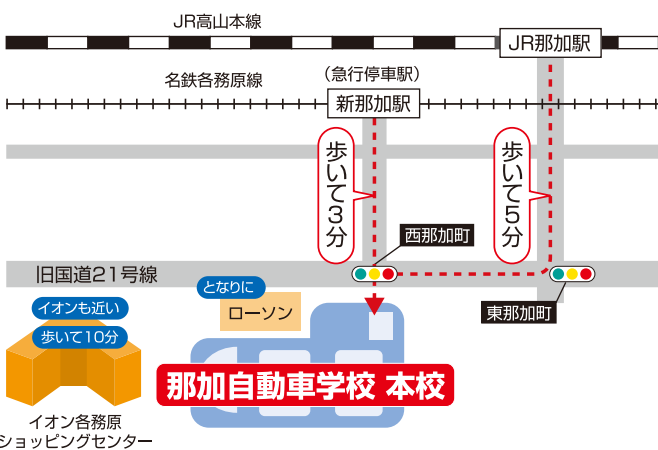 JR高山本線
JR那加駅
名鉄各務原線
（急行停車駅）
新那加駅
歩いて3分
歩いて5分
西那加町
旧国道21号線
東那加町
となりに
ローソン
イオンも近い
歩いて10分
那加自動車学校 本校
イオン各務原
ショッピングセンター